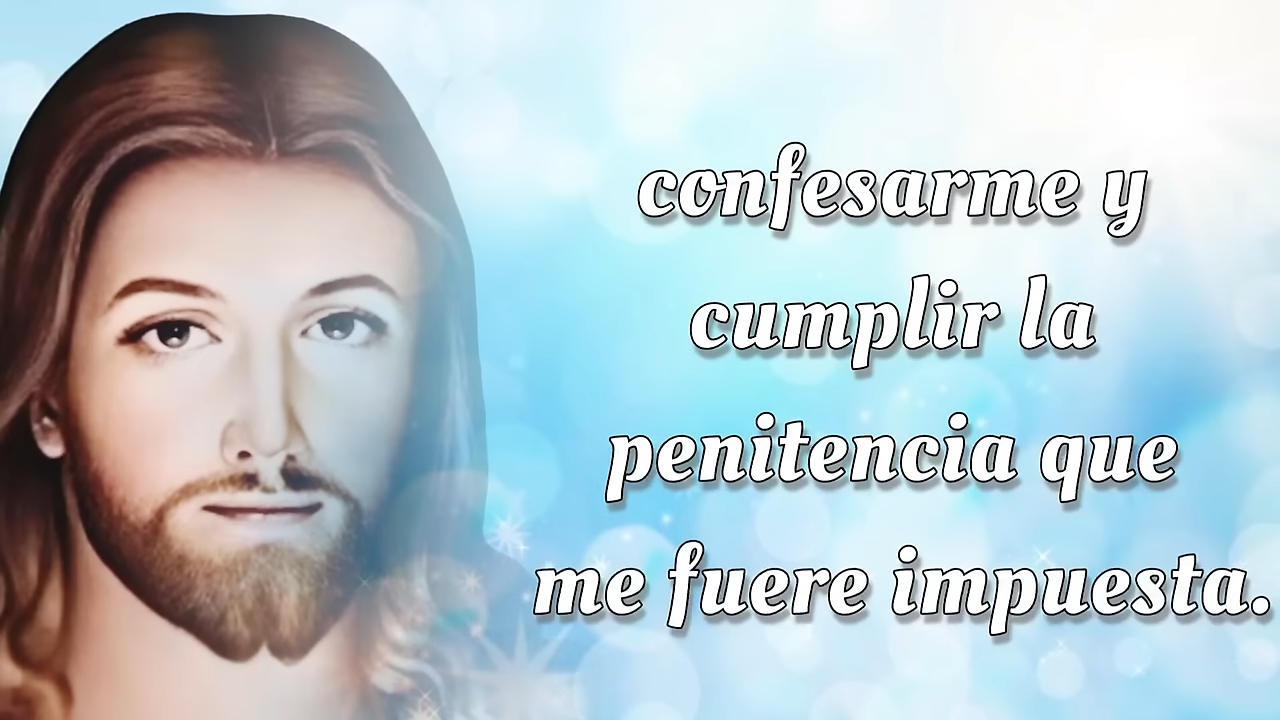 confesarme y
cumplir la
penitencia que
me fuere impuesta.